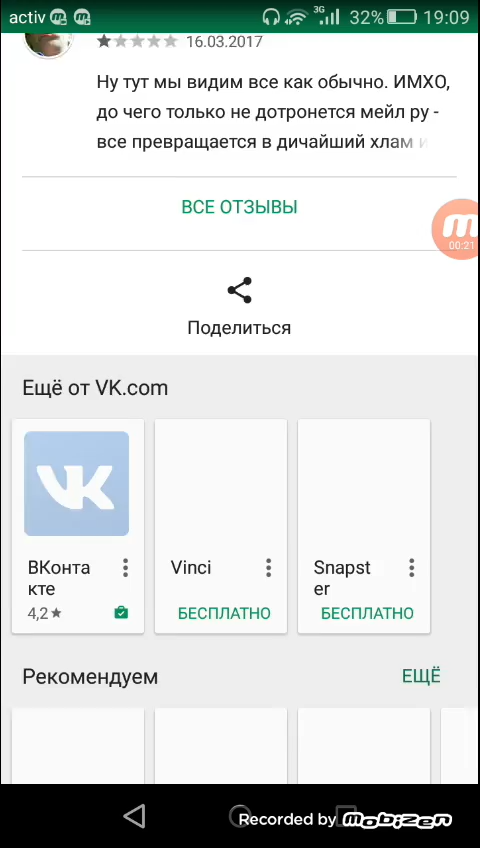 activ 3G 32% 19:09
16.03.2017
Ну тут мы видим все как обычно. ИМХО,
до чего только не дотронется мейл ру -
все превращается в дичайший хлам и
ВСЕ ОТЗЫВЫ
00:21
Поделиться
Ещё от VK.com
ВКонта
кте
4,2★
Vinci
БЕСПЛАТНО
Snapst
er
БЕСПЛАТНО
Рекомендуем ЕЩЁ
Recorded by Mobizen